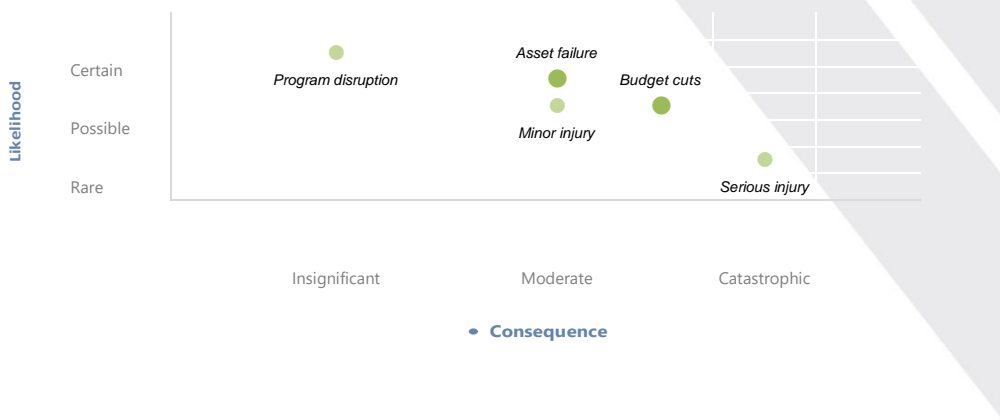 Likelihood
Certain
Possible
Rare
Program disruption
Asset failure
Budget cuts
Minor injury
Serious injury
Insignificant
Moderate
Catastrophic
Consequence